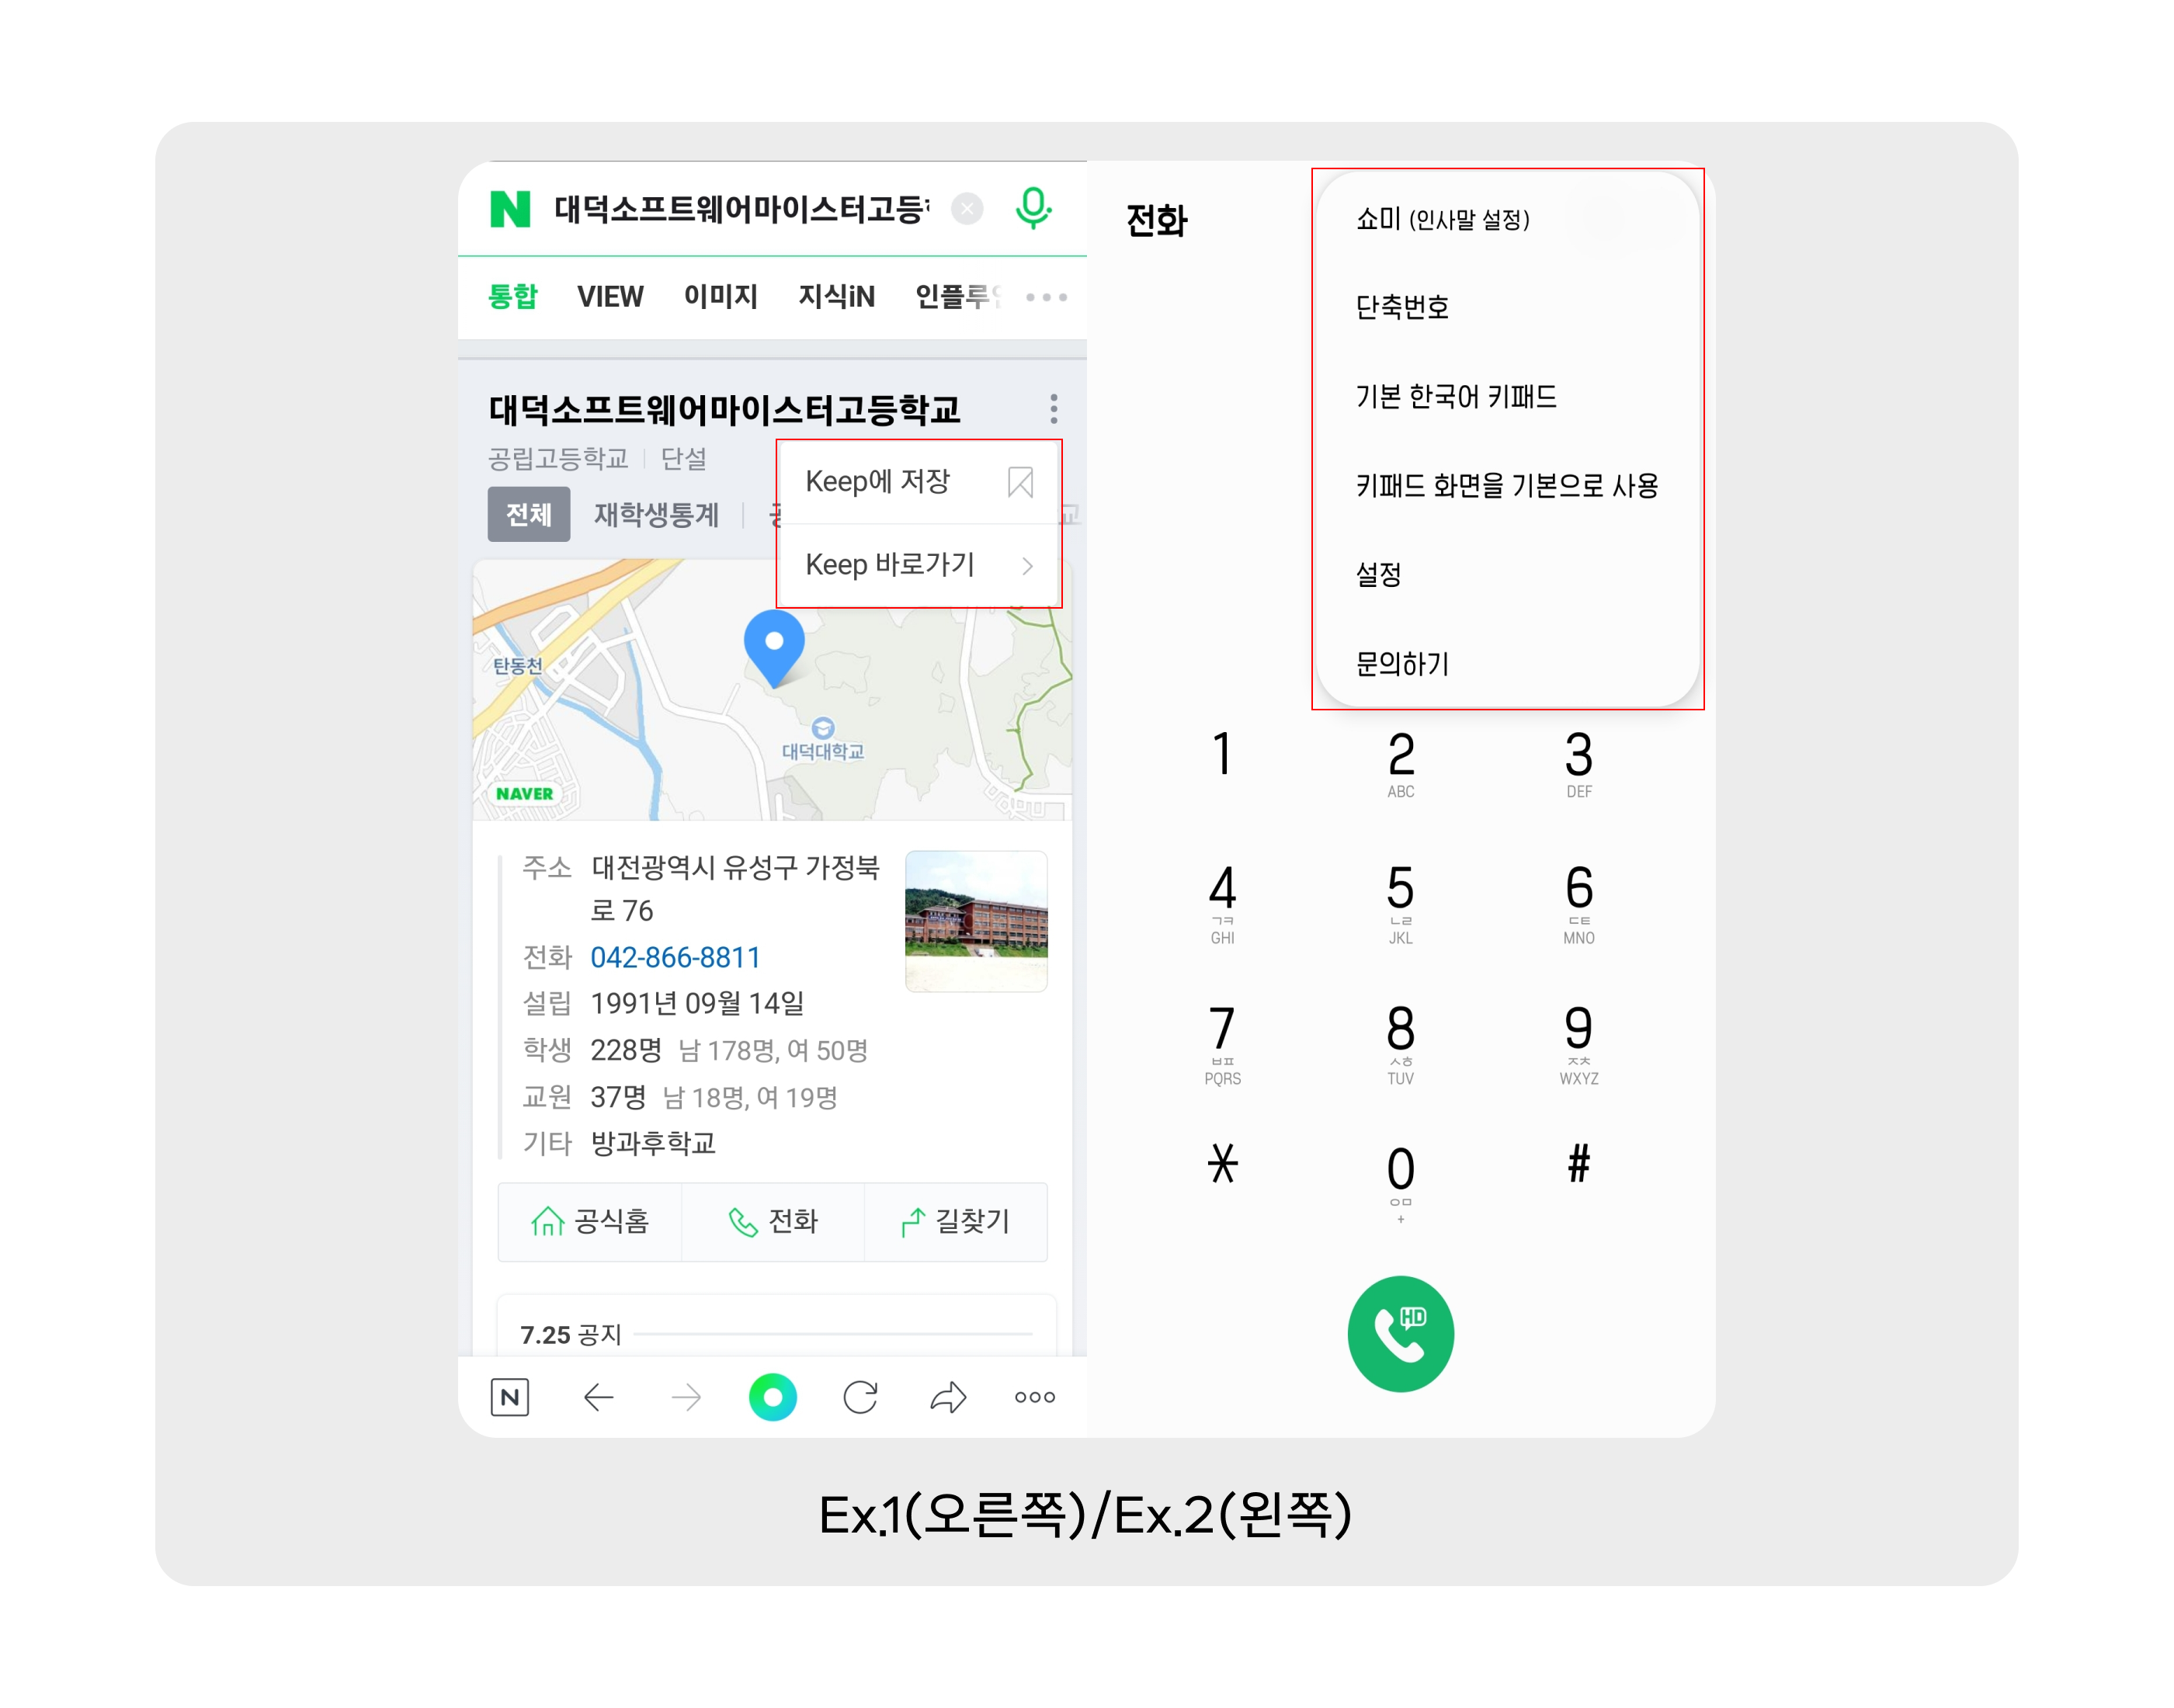 N 대덕소프트웨어마이스터고등
통합 VIEW 이미지 지식iN 인플루
대덕소프트웨어마이스터고등학교
공립고등학교 | 단설
전체 재학생통계
교
Keep에 저장
Keep 바로가기
탄동천
대덕대학교
NAVER
주소 대전광역시 유성구 가정북
로 76
전화 042-866-8811
설립 1991년 09월 14일
학생 228명 남 178명, 여 50명
교원 37명 남 18명, 여 19명
기타 방과후학교
공식홈 전화 길찾기
7.25 공지
N
전화
쇼미 (인사말 설정)
단축번호
기본 한국어 키패드
키패드 화면을 기본으로 사용
설정
문의하기
1 2 3
ABC DEF
4 5 6
ㄱㅋ ㄴㄹ ㄷㅌ
GHI JKL MNO
7 8 9
ㅂㅍ ㅅㅎ ㅈㅊ
PQRS TUV WXYZ
* 0 #
ㅇㅁ
+
HD
Ex.1(오른쪽)/Ex.2(왼쪽)